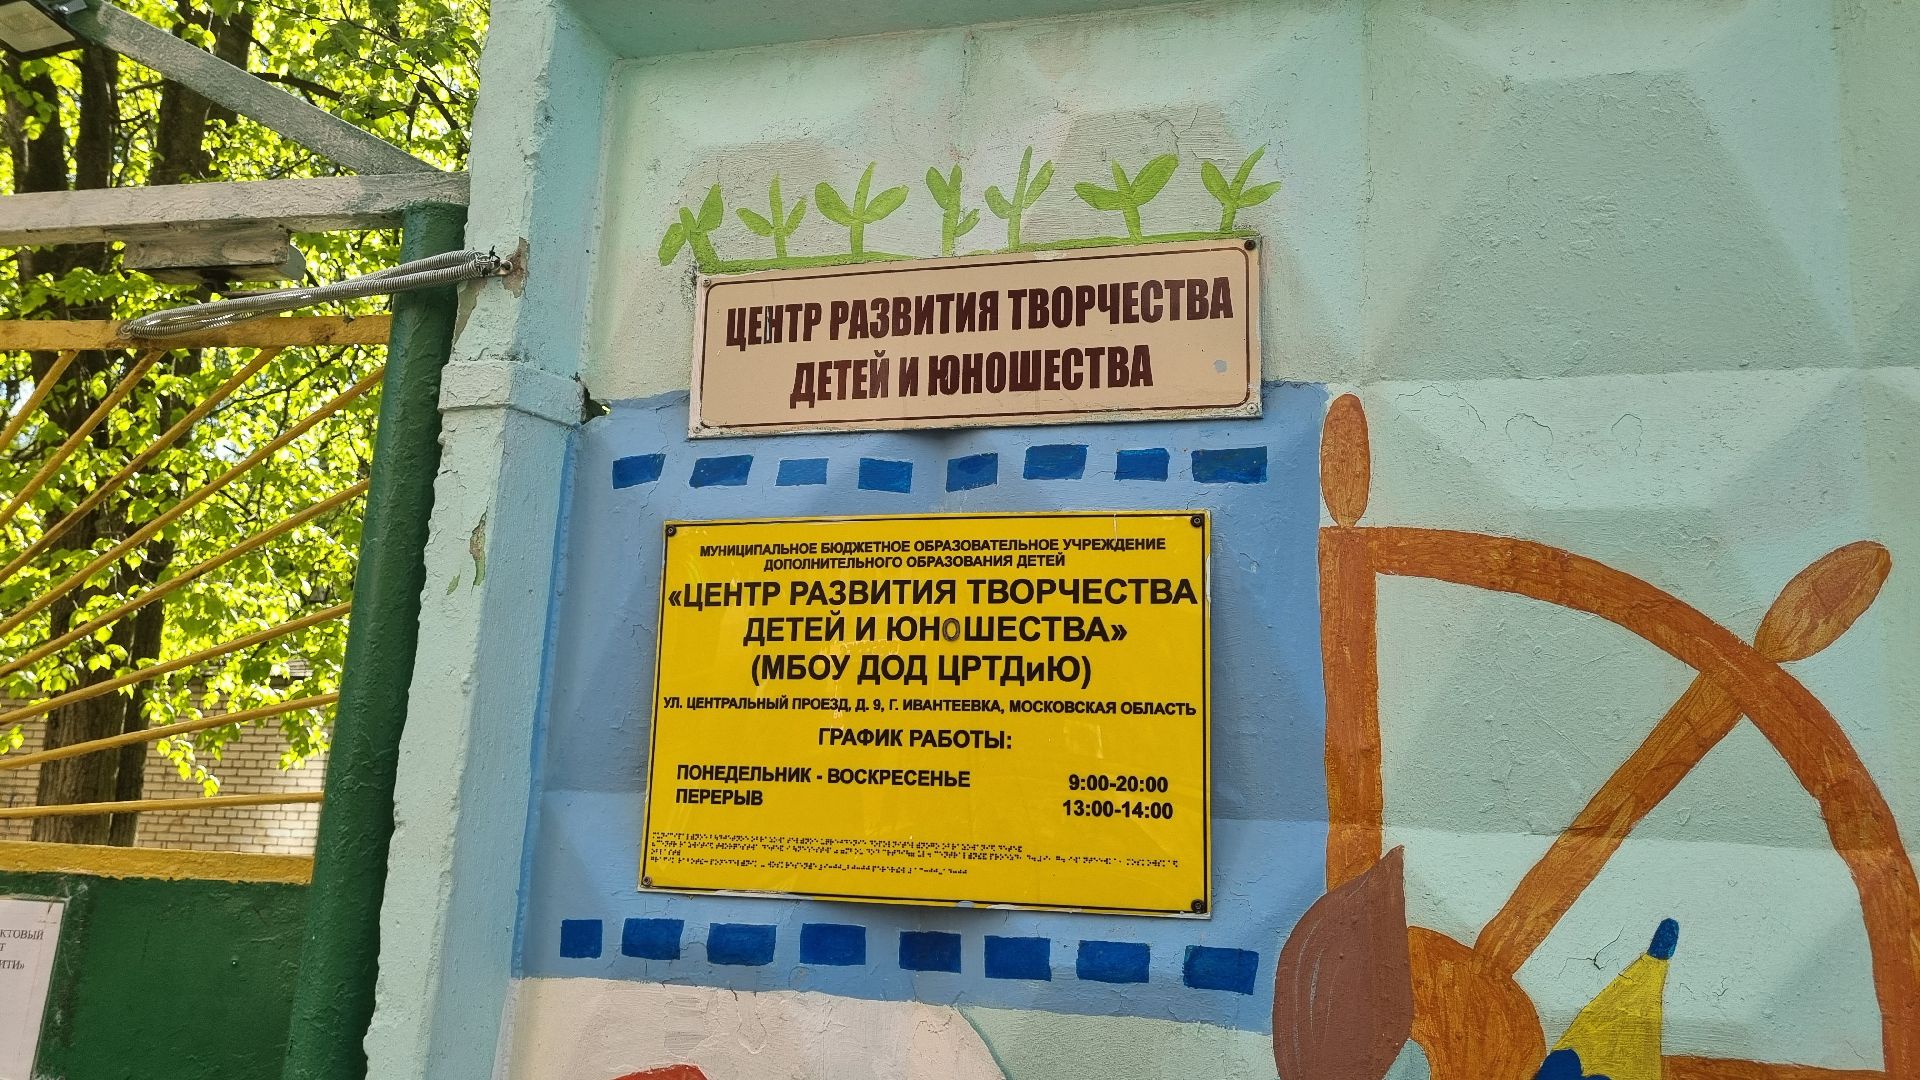 ЦЕНТР РАЗВИТИЯ ТВОРЧЕСТВА
ДЕТЕЙ И ЮНОШЕСТВА
МУНИЦИПАЛЬНОЕ БЮДЖЕТНОЕ ОБРАЗОВАТЕЛЬНОЕ УЧРЕЖДЕНИЕ
ДОПОЛНИТЕЛЬНОГО ОБРАЗОВАНИЯ ДЕТЕЙ
«ЦЕНТР РАЗВИТИЯ ТВОРЧЕСТВА
ДЕТЕЙ И ЮНОШЕСТВА»
(МБОУ ДОД ЦРТДиЮ)
УЛ. ЦЕНТРАЛЬНЫЙ ПРОЕЗД, Д. 9, Г. ИВАНТЕЕВКА, МОСКОВСКАЯ ОБЛАСТЬ
ГРАФИК РАБОТЫ:
ПОНЕДЕЛЬНИК - ВОСКРЕСЕНЬЕ 9:00-20:00
ПЕРЕРЫВ 13:00-14:00